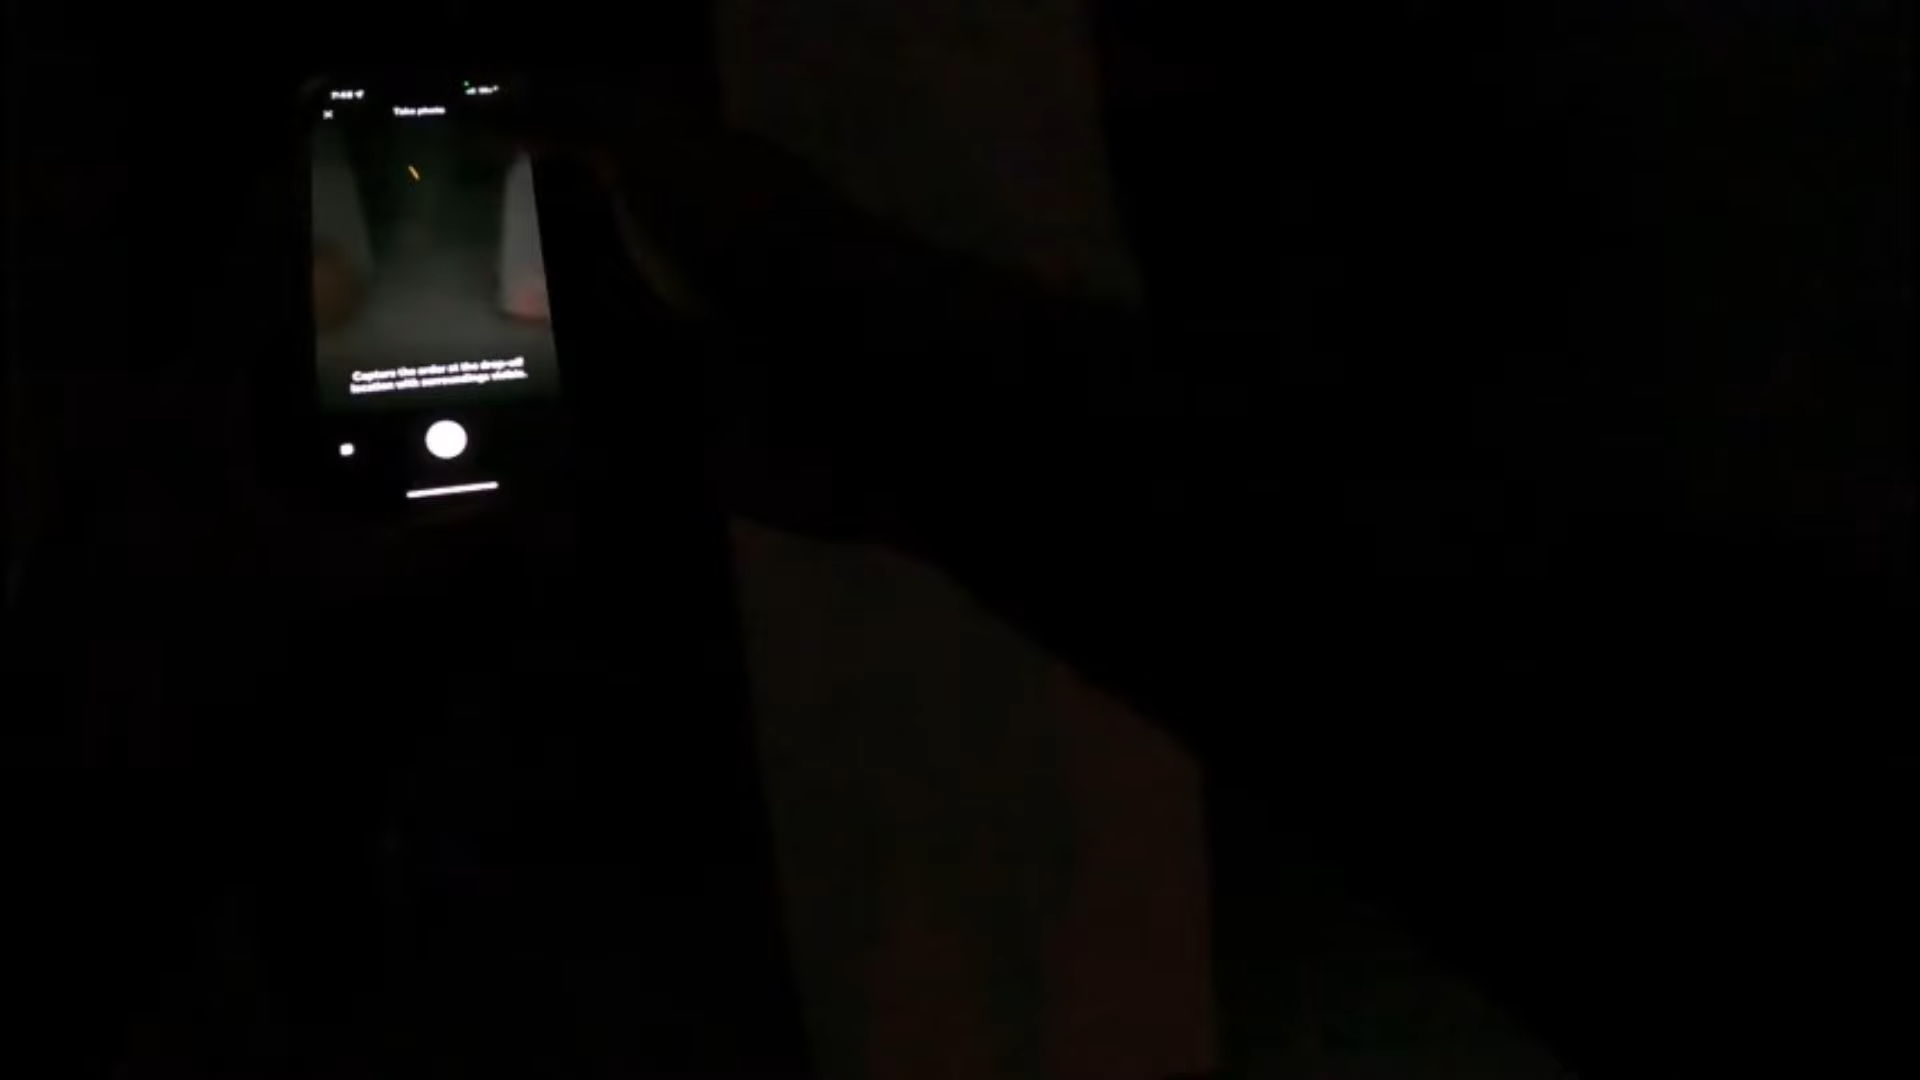 Take photo
Capture the order at the drop-off
location with surroundings visible.